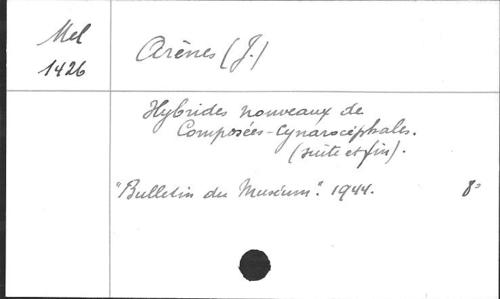 Mel
1426
Arènes (J.)
Hybrides nouveaux de
Composées-Cynarocéphales.
(suite et fin).
"Bulletin du Muséum". 1944. 8°